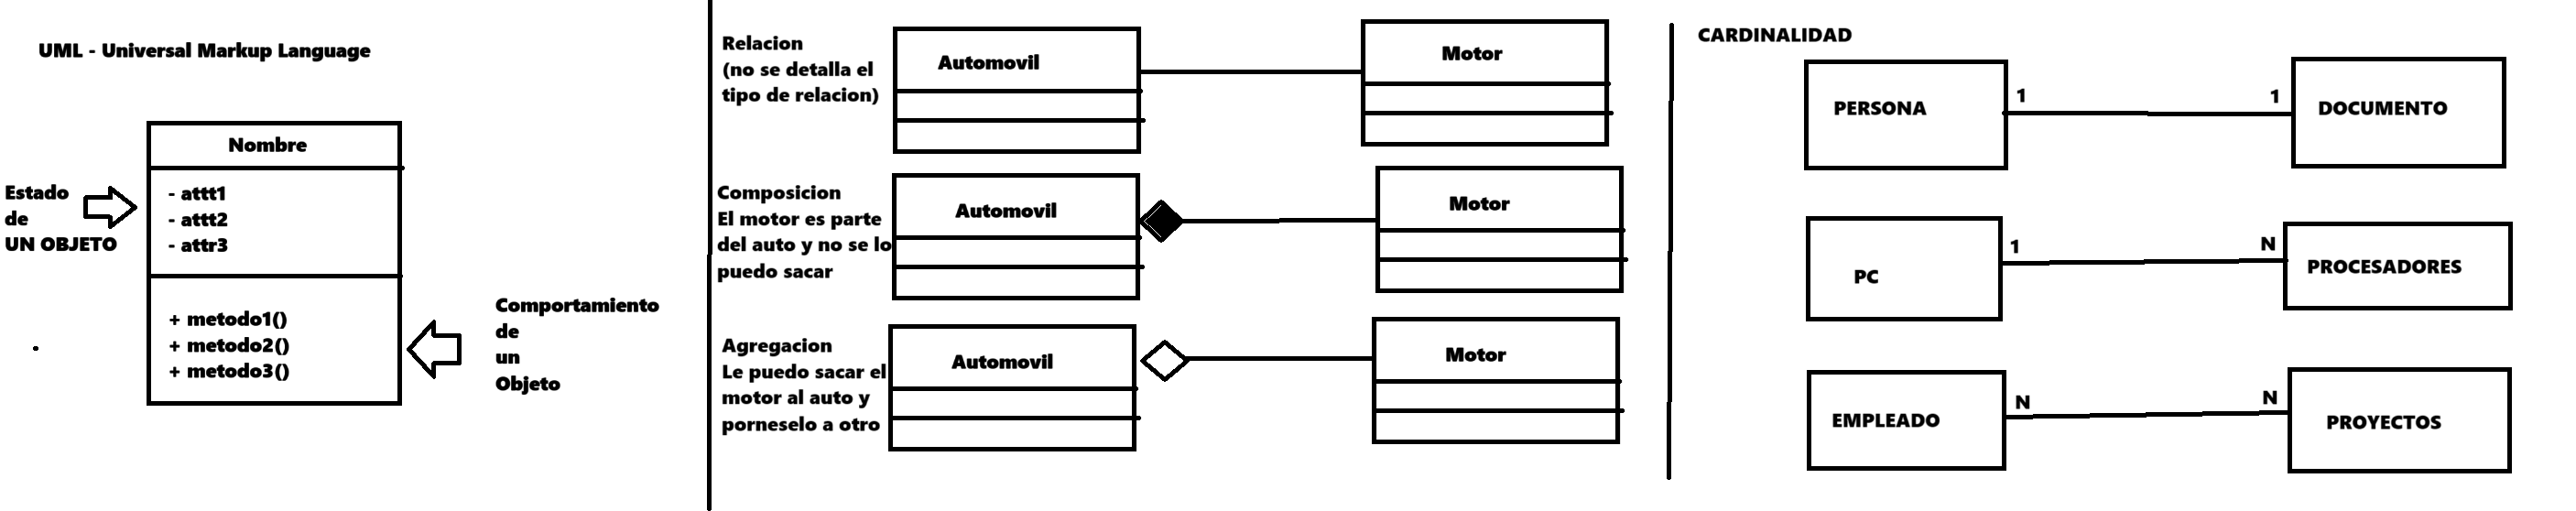 UML - Universal Markup Language
Nombre
- attt1
- attt2
- attr3
Estado
de
UN OBJETO
+ metodo1()
+ metodo2()
+ metodo3()
Comportamiento
de
un
Objeto
Relacion
(no se detalla el
tipo de relacion)
Automovil
Motor
Composicion
El motor es parte
del auto y no se lo
puedo sacar
Automovil
Motor
Agregacion
Le puedo sacar el
motor al auto y
porneselo a otro
Automovil
Motor
CARDINALIDAD
PERSONA
1
1
DOCUMENTO
PC
1
N
PROCESADORES
EMPLEADO
N
N
PROYECTOS